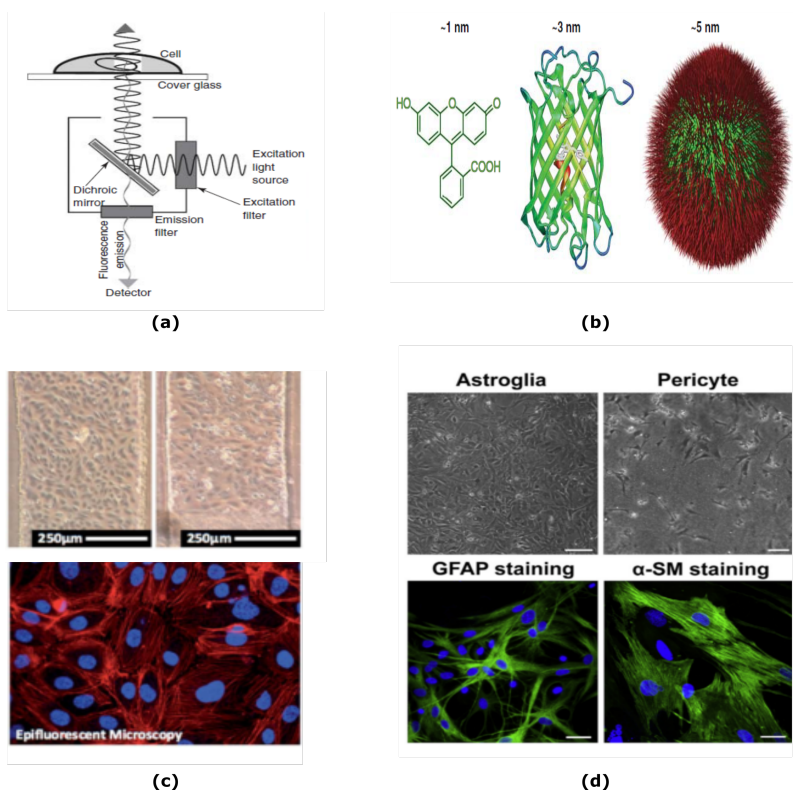 Cell
Cover glass
Excitation
light
source
Dichroic
mirror
Excitation
filter
Emission
filter
Fluorescence
emission
Detector
(a)
~1 nm
~3 nm
~5 nm
HO
O
O
COOH
(b)
250µm
250µm
Epifluorescent Microscopy
(c)
Astroglia
Pericyte
GFAP staining
α-SM staining
(d)